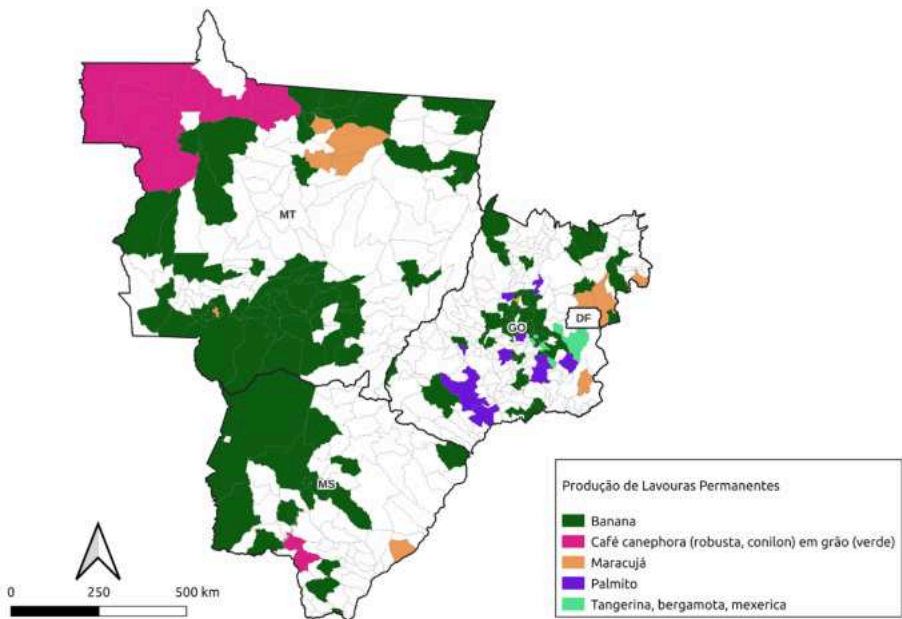 MT
DF
GO
MS
Produção de Lavouras Permanentes
Banana
Café canephora (robusta, conilon) em grão (verde)
Maracujá
Palmito
Tangerina, bergamota, mexerica
0 250 500 km